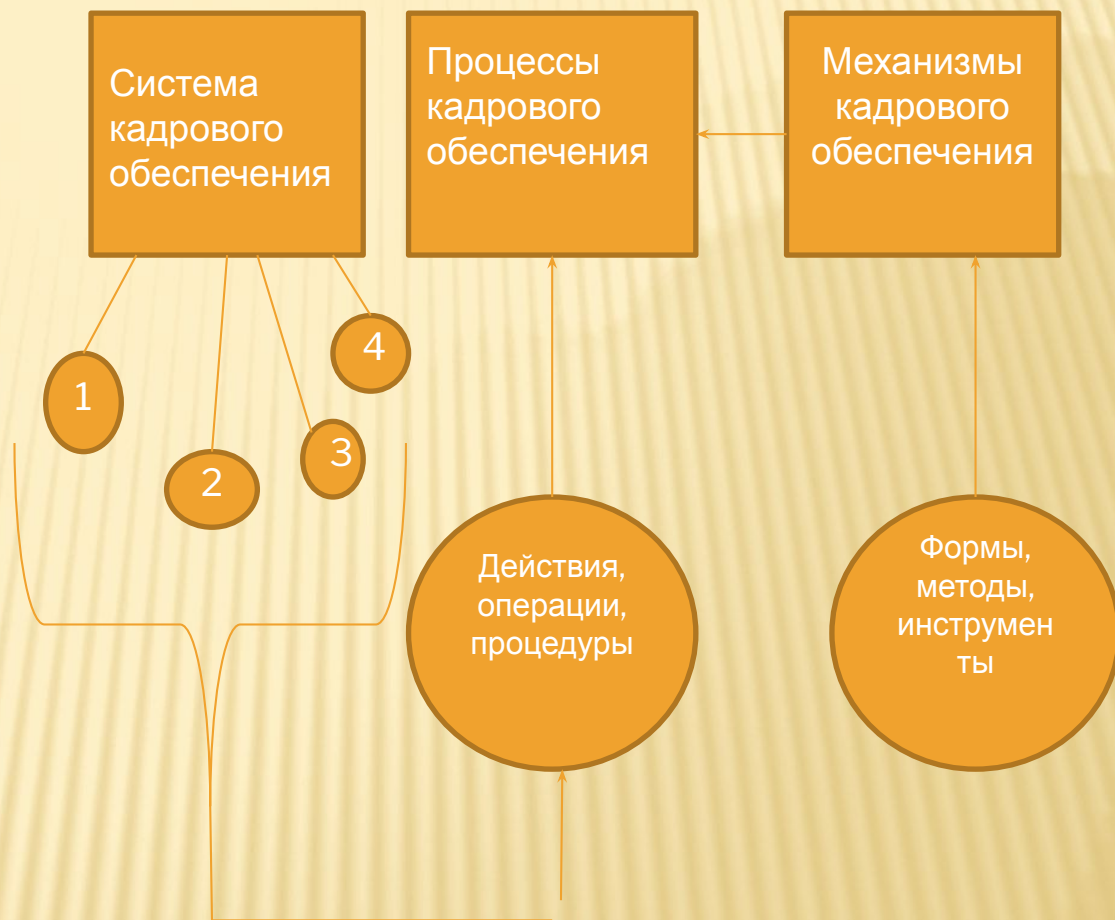 Система
кадрового
обеспечения
Процессы
кадрового
обеспечения
Механизмы
кадрового
обеспечения
1
2
3
4
Действия,
операции,
процедуры
Формы,
методы,
инструмен
ты